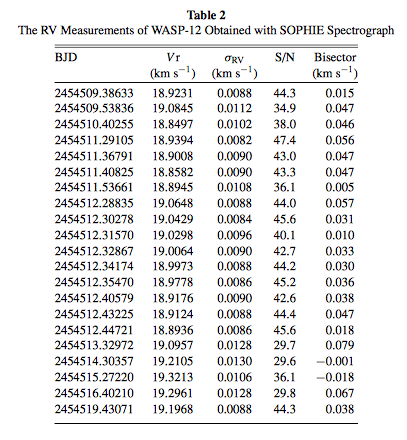 Table 2
The RV Measurements of WASP-12 Obtained with SOPHIE Spectrograph
BJD Vr σRV S/N Bisector
(km s−1) (km s−1) (km s−1)
2454509.38633 18.9231 0.0088 44.3 0.015
2454509.53836 19.0845 0.0112 34.9 0.047
2454510.40255 18.8497 0.0102 38.0 0.046
2454511.29105 18.9394 0.0082 47.4 0.056
2454511.36791 18.9008 0.0090 43.0 0.047
2454511.40825 18.8582 0.0090 43.3 0.047
2454511.53661 18.8945 0.0108 36.1 0.005
2454512.28835 19.0648 0.0088 44.0 0.057
2454512.30278 19.0429 0.0084 45.6 0.031
2454512.31570 19.0298 0.0096 40.1 0.010
2454512.32867 19.0064 0.0090 42.7 0.033
2454512.34174 18.9973 0.0088 44.2 0.030
2454512.35470 18.9778 0.0086 45.2 0.036
2454512.40579 18.9176 0.0090 42.6 0.038
2454512.43225 18.9124 0.0088 44.4 0.047
2454512.44721 18.8936 0.0086 45.6 0.018
2454513.32972 19.0957 0.0128 29.7 0.079
2454514.30357 19.2105 0.0130 29.6 −0.001
2454515.27220 19.3213 0.0106 36.1 −0.018
2454516.40210 19.2961 0.0128 29.8 0.067
2454519.43071 19.1968 0.0088 44.3 0.038